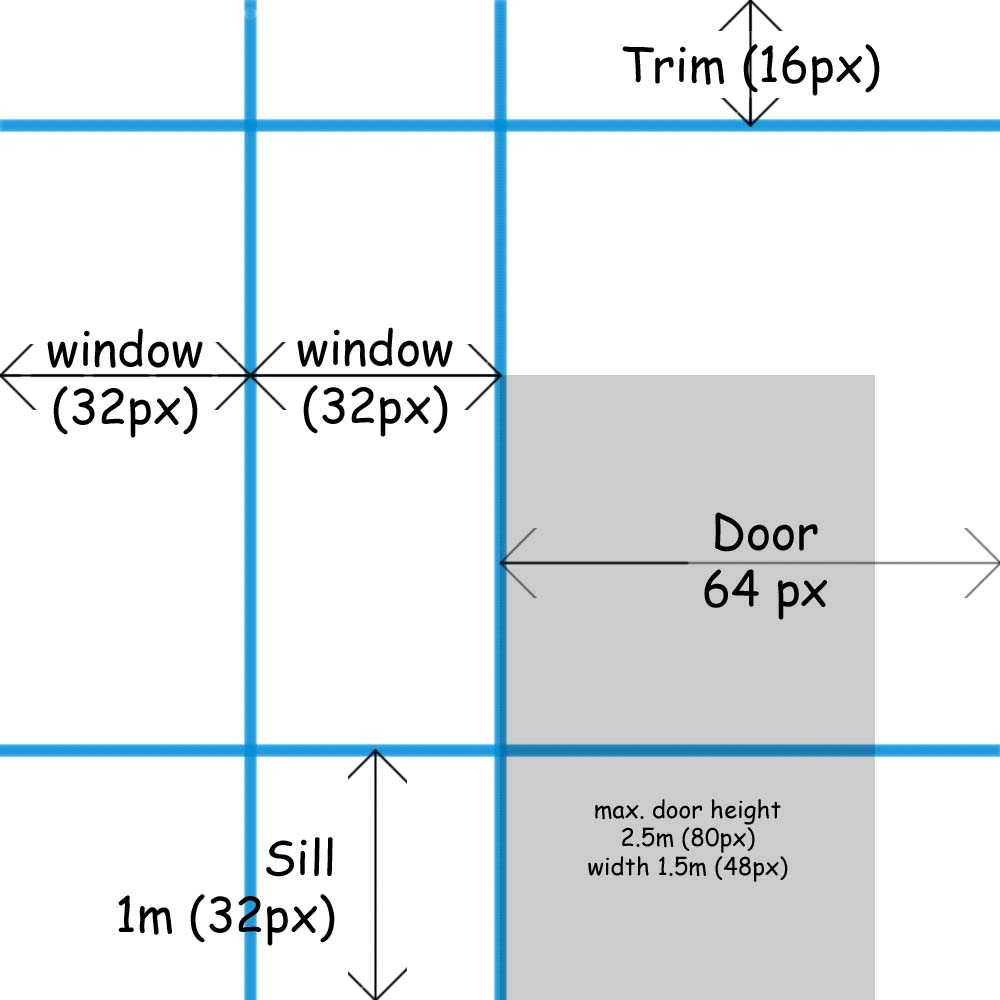 Trim (16px)
window
(32px)
window
(32px)
Door
64 px
max. door height
2.5m (80px)
width 1.5m (48px)
Sill
1m (32px)